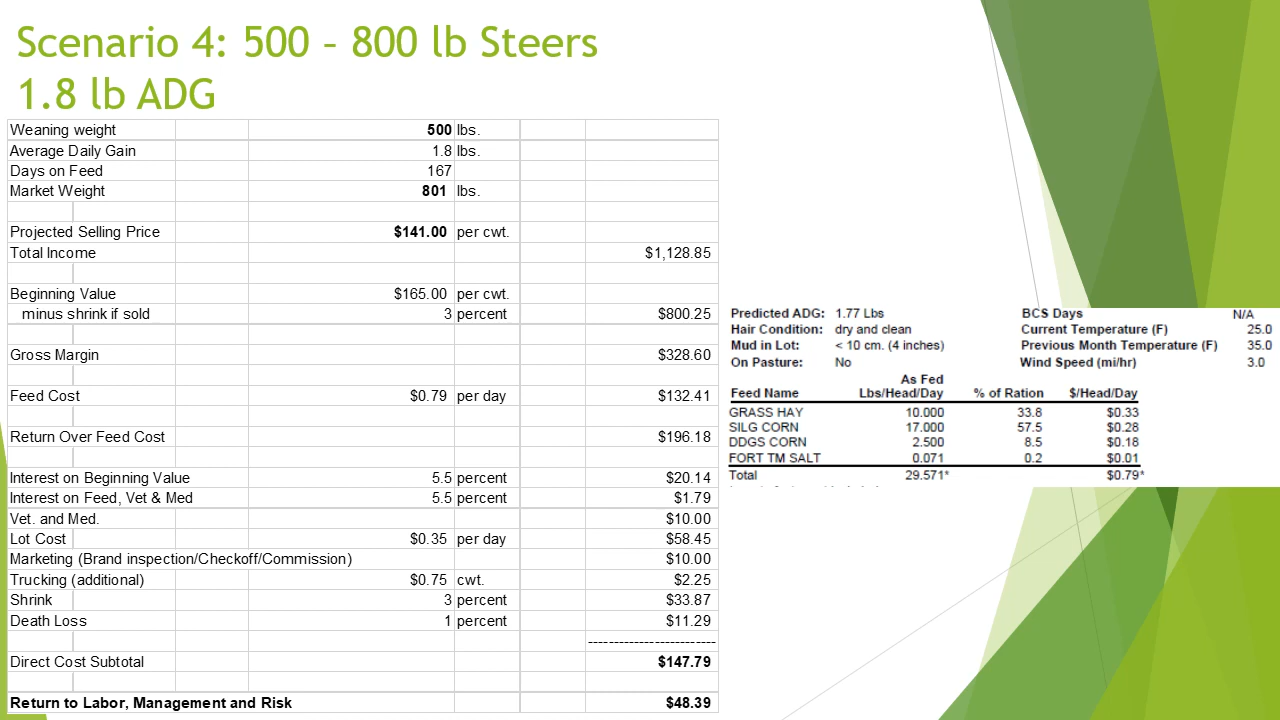 Scenario 4: 500 – 800 lb Steers
1.8 lb ADG
Weaning weight 500 lbs.
Average Daily Gain 1.8 lbs.
Days on Feed 167
Market Weight 801 lbs.
Projected Selling Price $141.00 per cwt.
Total Income $1,128.85
Beginning Value $165.00 per cwt.
minus shrink if sold 3 percent $800.25
Gross Margin $328.60
Feed Cost $0.79 per day $132.41
Return Over Feed Cost $196.18
Interest on Beginning Value 5.5 percent $20.14
Interest on Feed, Vet & Med 5.5 percent $1.79
Vet. and Med. $10.00
Lot Cost $0.35 per day $58.45
Marketing (Brand inspection/Checkoff/Commission) $10.00
Trucking (additional) $0.75 cwt. $2.25
Shrink 3 percent $33.87
Death Loss 1 percent $11.29
-------------------------
Direct Cost Subtotal $147.79
Return to Labor, Management and Risk $48.39
Predicted ADG: 1.77 Lbs BCS Days N/A
Hair Condition: dry and clean Current Temperature (F) 25.0
Mud in Lot: < 10 cm. (4 inches) Previous Month Temperature (F) 35.0
On Pasture: No Wind Speed (mi/hr) 3.0
As Fed
Feed Name Lbs/Head/Day % of Ration $/Head/Day
GRASS HAY 10.000 33.8 $0.33
SILG CORN 17.000 57.5 $0.28
DDGS CORN 2.500 8.5 $0.18
FORT TM SALT 0.071 0.2 $0.01
Total 29.571* $0.79*